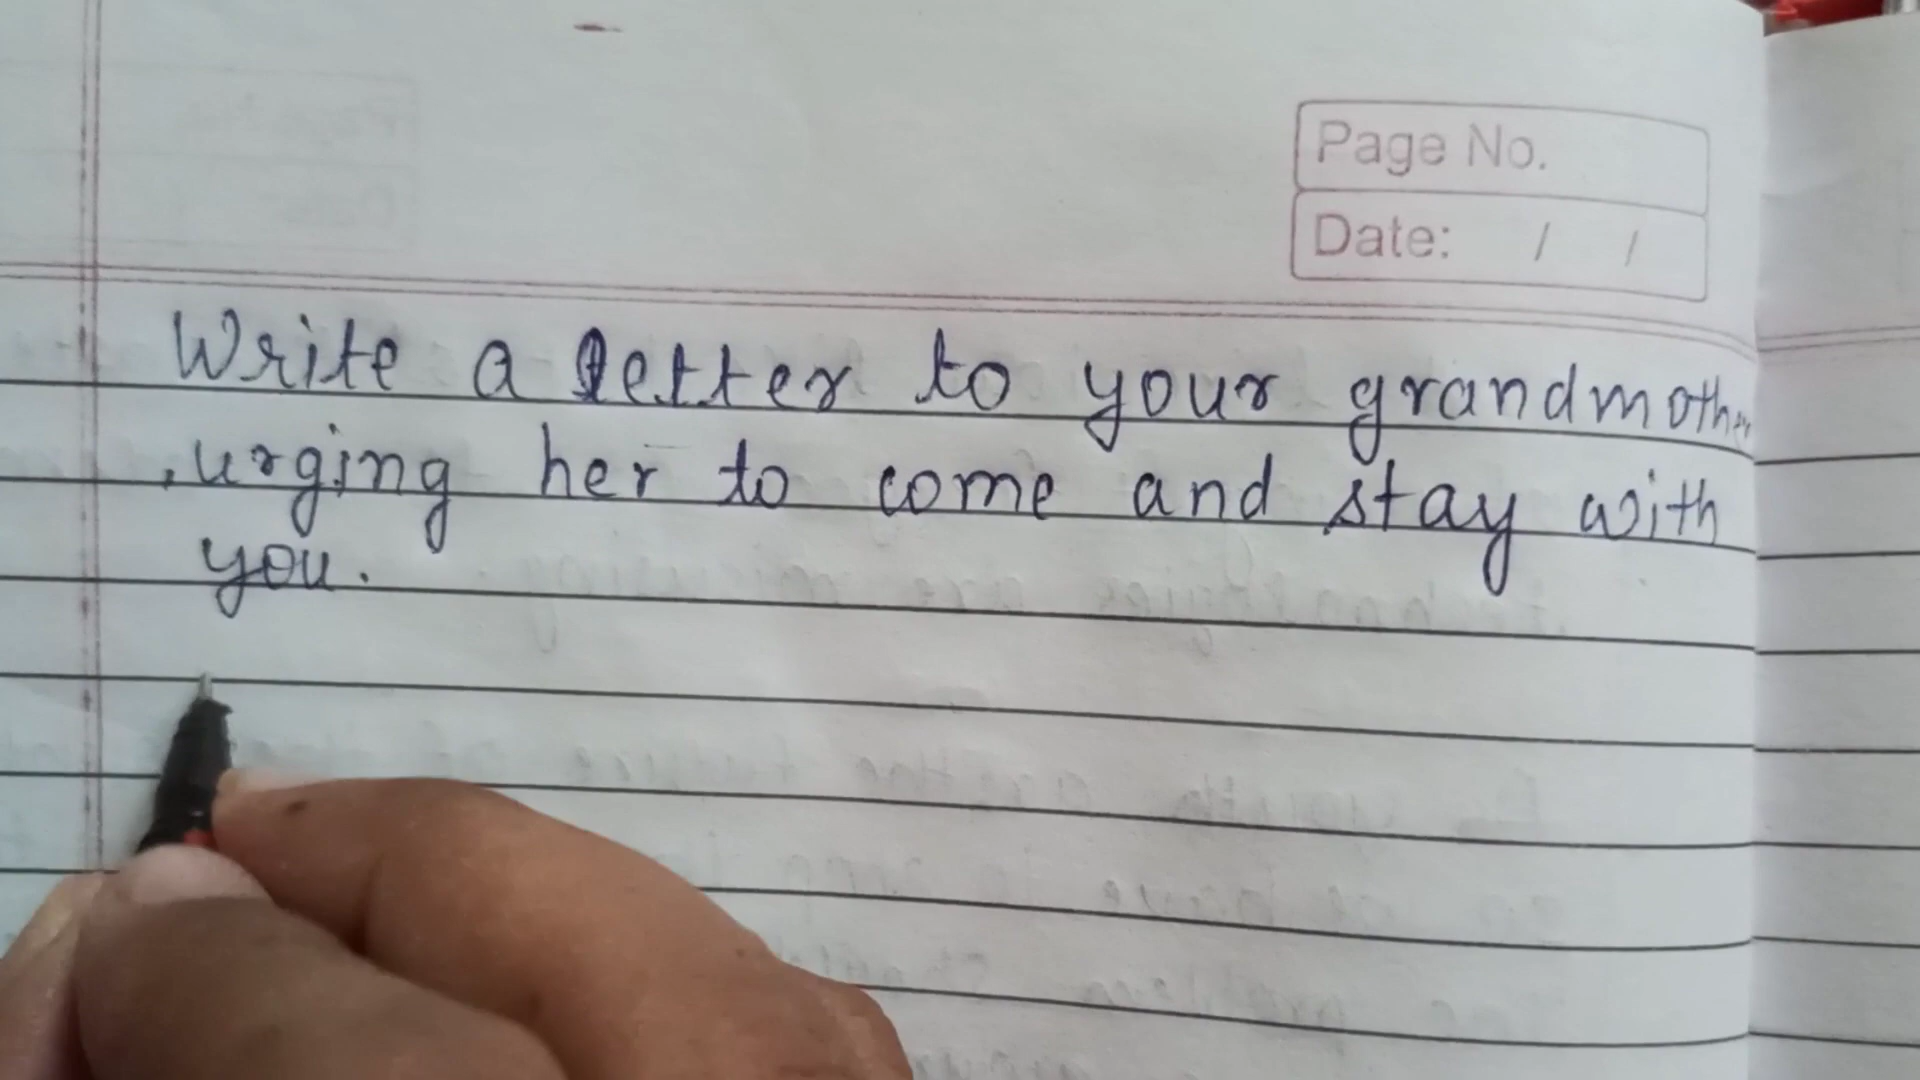 Page No.
Date: / /
Write a letter to your grandmother
, urging her to come and stay with
you.